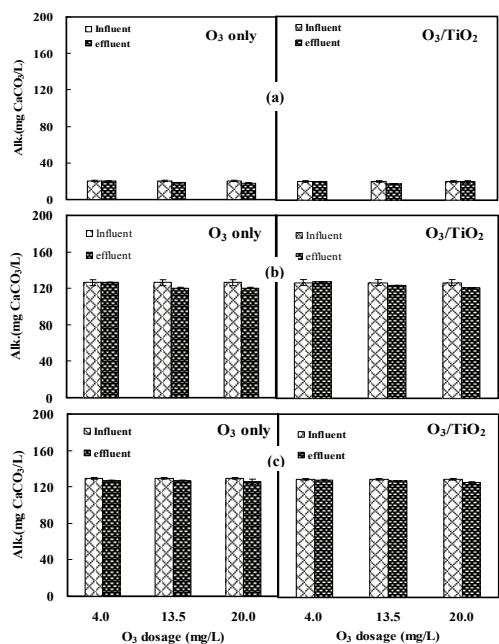 200
160
120
80
40
0
Alk.(mg CaCO3/L)
Influent
effluent
O3 only
Influent
effluent
O3/TiO2
(a)
200
160
120
80
40
0
Alk.(mg CaCO3/L)
Influent
effluent
O3 only
Influent
effluent
O3/TiO2
(b)
200
160
120
80
40
0
Alk.(mg CaCO3/L)
Influent
effluent
O3 only
Influent
effluent
O3/TiO2
(c)
4.0 13.5 20.0 4.0 13.5 20.0
O3 dosage (mg/L) O3 dosage (mg/L)